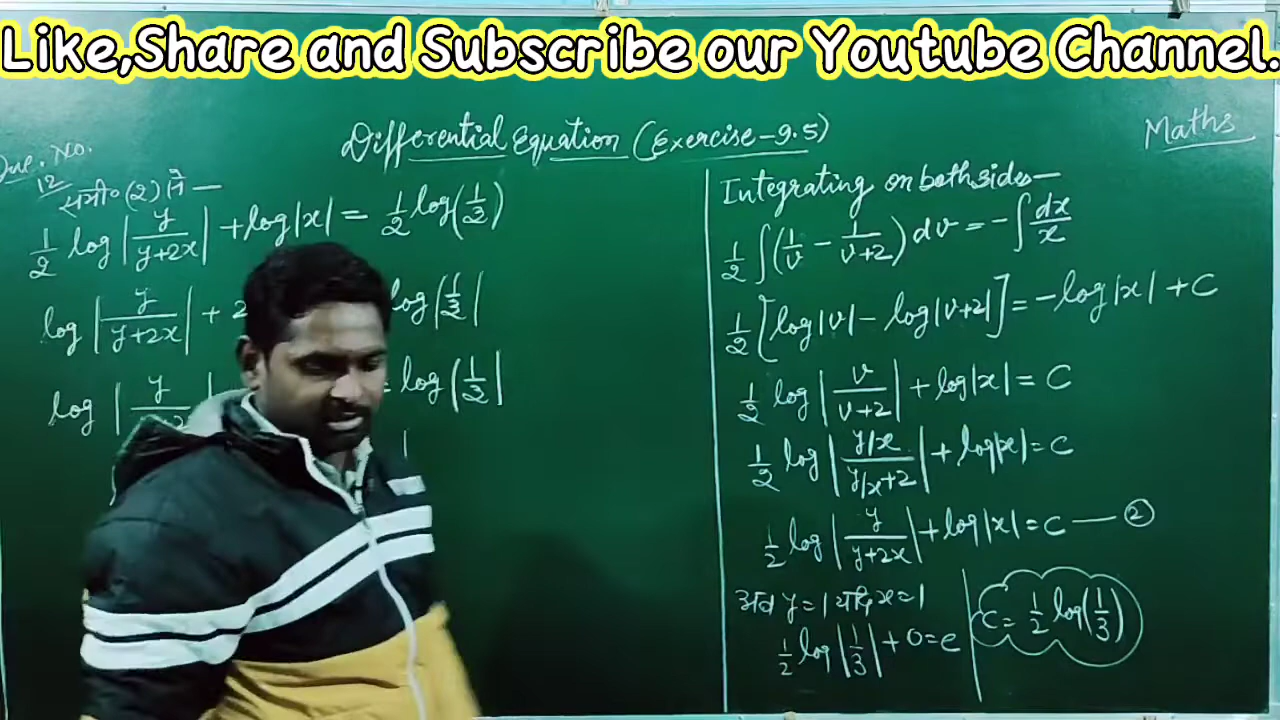 Like,Share and Subscribe our Youtube Channel.
Differential Equation (Exercise-9.5)
Maths
Que. No. 12
समी० (2) से —
1/2 log |y/(y+2x)| + log|x| = 1/2 log(1/3)
log |y/(y+2x)| + 2 log|1/3|
log |y/ = log|1/3|
Integrating on both sides—
1/2 ∫(1/v - 1/(v+2)) dv = -∫dx/x
1/2 [log|v| - log|v+2|] = -log|x| + C
1/2 log |v/(v+2)| + log|x| = C
1/2 log |(y/x)/(y/x+2)| + log|x| = C
1/2 log |y/(y+2x)| + log|x| = C — ②
अब y=1 यदि x=1
1/2 log|1/3| + 0 = c
C = 1/2 log(1/3)